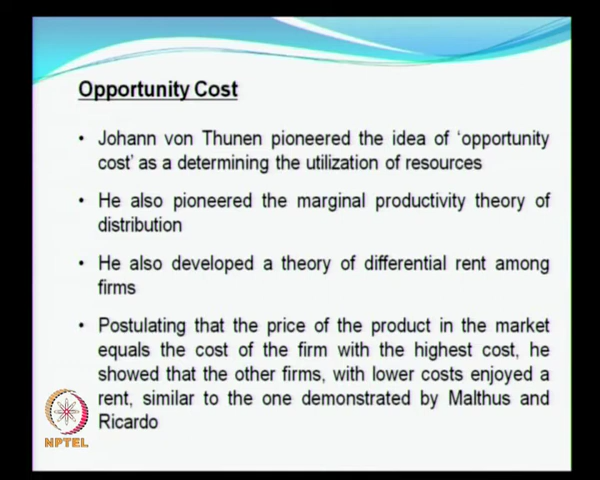 Opportunity Cost
• Johann von Thunen pioneered the idea of 'opportunity
cost' as a determining the utilization of resources
• He also pioneered the marginal productivity theory of
distribution
• He also developed a theory of differential rent among
firms
• Postulating that the price of the product in the market
equals the cost of the firm with the highest cost, he
showed that the other firms, with lower costs enjoyed a
rent, similar to the one demonstrated by Malthus and
Ricardo
NPTEL